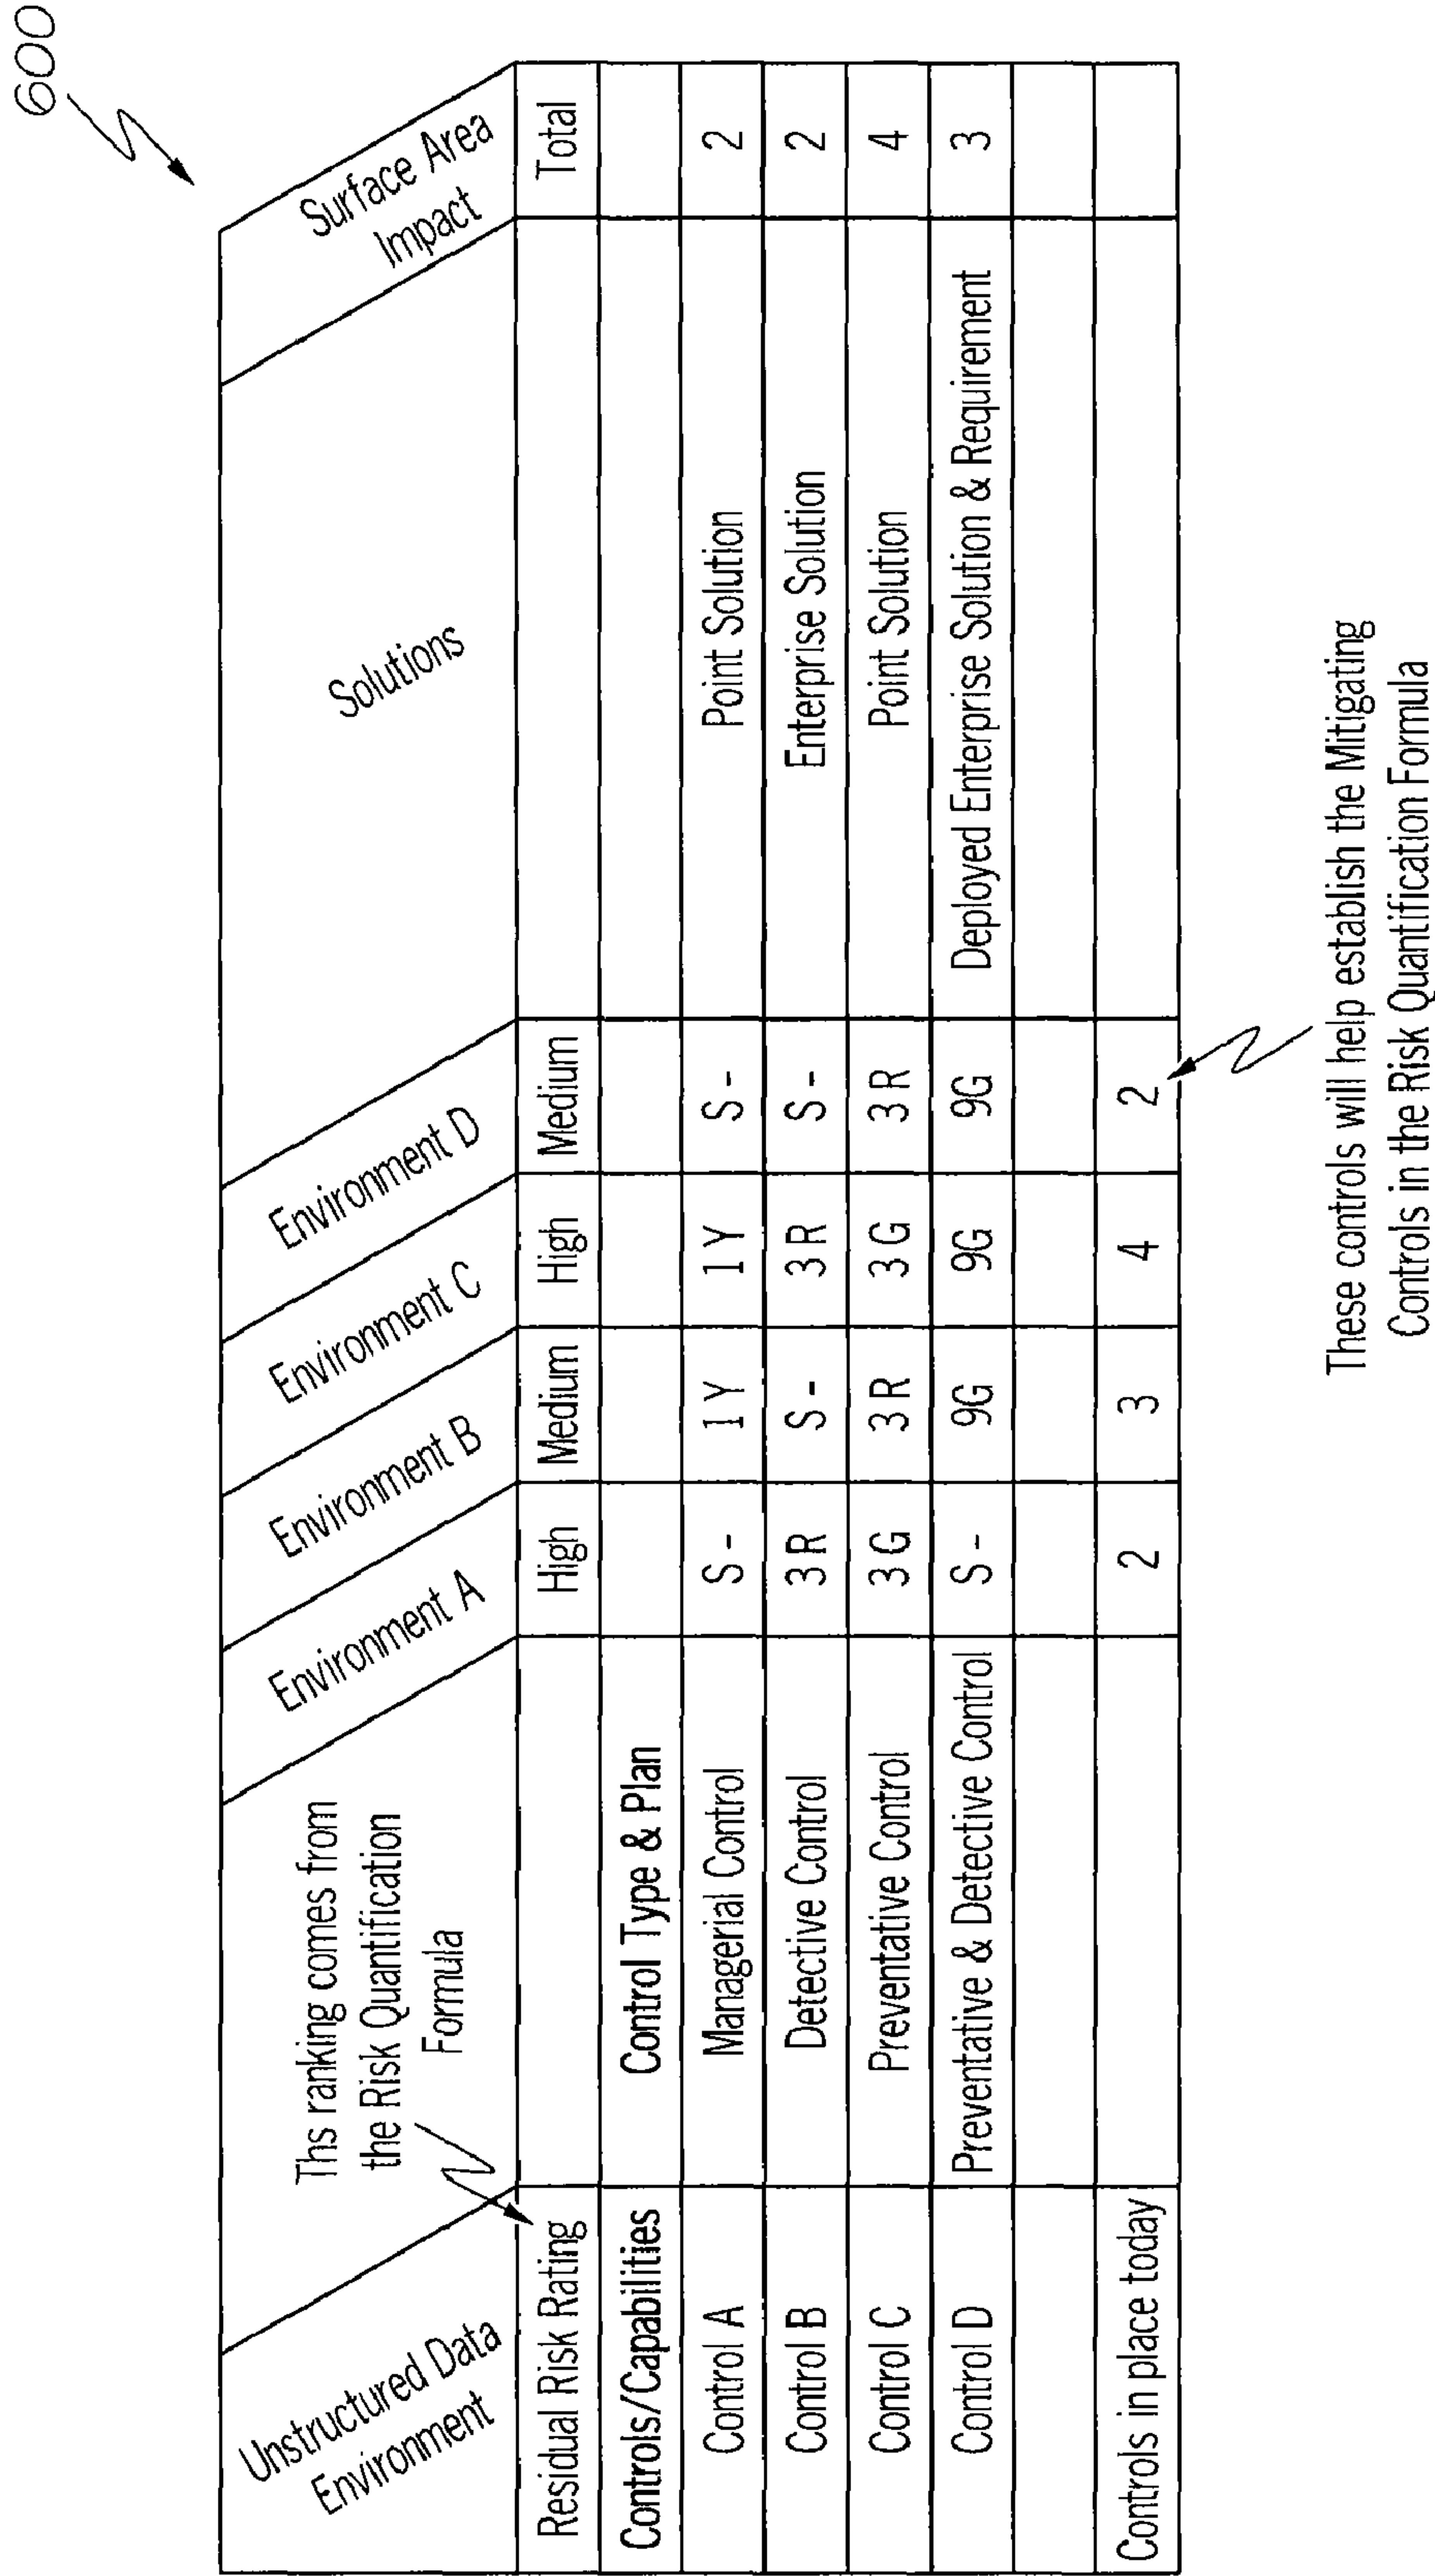 600
Unstructured Data
Environment
Ths ranking comes from
the Risk Quantification
Formula
Environment A
Environment B
Environment C
Environment D
Solutions
Surface Area
Impact
Residual Risk Rating High Medium High Medium Total
Controls/Capabilities Control Type & Plan
Control A Managerial Control S - 1 Y 1 Y S - Point Solution 2
Control B Detective Control 3 R S - 3 R S - Enterprise Solution 2
Control C Preventative Control 3 G 3 R 3 G 3 R Point Solution 4
Control D Preventative & Detective Control S - 9G 9G 9G Deployed Enterprise Solution & Requirement 3
Controls in place today 2 3 4 2
These controls will help establish the Mitigating
Controls in the Risk Quantification Formula